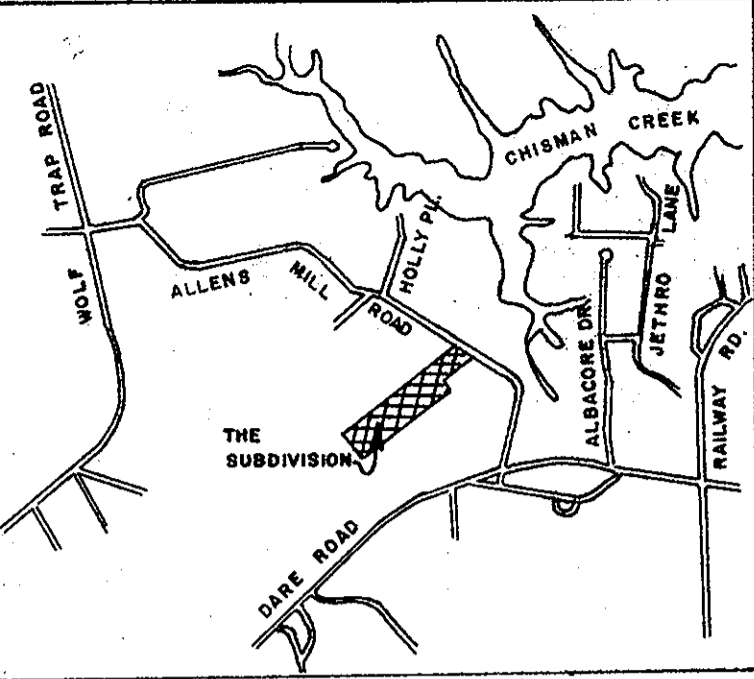 WOLF TRAP ROAD
CHISMAN CREEK
HOLLY PL.
LANE
JETHRO
ALLENS MILL ROAD
ALBACORE DR.
RAILWAY RD.
THE
SUBDIVISION
DARE ROAD